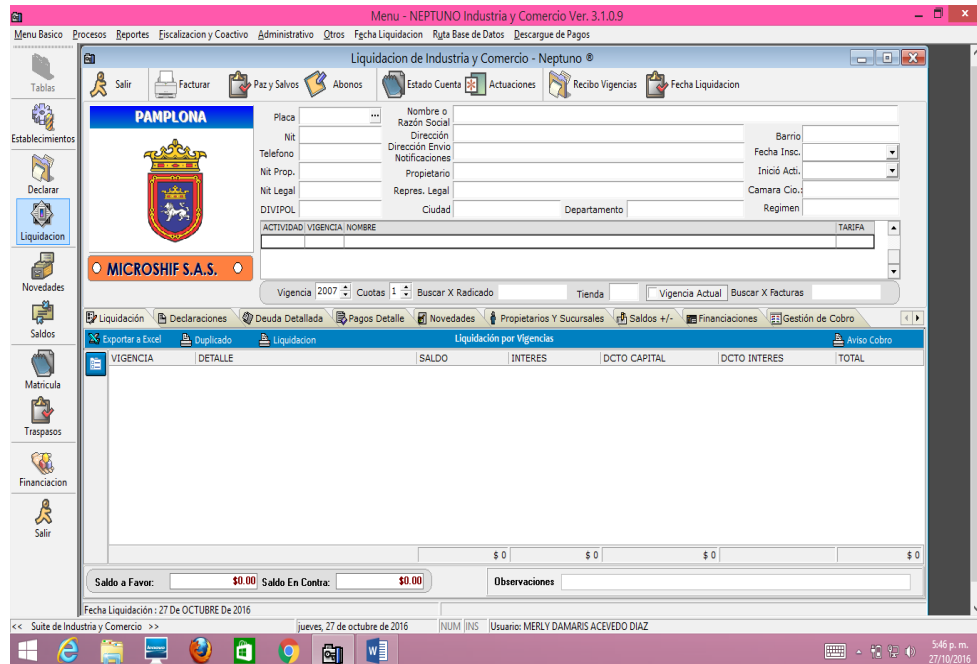 Menu - NEPTUNO Industria y Comercio Ver. 3.1.0.9
Menu Basico Procesos Reportes Fiscalizacion y Coactivo Administrativo Otros Fecha Liquidacion Ruta Base de Datos Descargue de Pagos
Tablas
Establecimientos
Declarar
Liquidacion
Novedades
Saldos
Matricula
Traspasos
Financiacion
Salir
Liquidacion de Industria y Comercio - Neptuno ®
Salir Facturar Paz y Salvos Abonos Estado Cuenta Actuaciones Recibo Vigencias Fecha Liquidacion
PAMPLONA
MICROSHIF S.A.S.
Placa ... Nombre o Razón Social
Nit Dirección Barrio
Telefono Dirección Envio Notificaciones Fecha Insc.
Nit Prop. Propietario Inició Acti.
Nit Legal Repres. Legal Camara Cio.:
DIVIPOL Ciudad Departamento Regimen
ACTIVIDAD VIGENCIA NOMBRE TARIFA
Vigencia 2007 Cuotas 1 Buscar X Radicado Tienda Vigencia Actual Buscar X Facturas
Liquidación Declaraciones Deuda Detallada Pagos Detalle Novedades Propietarios Y Sucursales Saldos +/- Financiaciones Gestión de Cobro
Exportar a Excel Duplicado Liquidacion Liquidación por Vigencias Aviso Cobro
VIGENCIA DETALLE SALDO INTERES DCTO CAPITAL DCTO INTERES TOTAL
$ 0 $ 0 $ 0 $ 0
Saldo a Favor: $0.00 Saldo En Contra: $0.00 Observaciones
Fecha Liquidación : 27 De OCTUBRE De 2016
<< Suite de Industria y Comercio >> jueves, 27 de octubre de 2016 NUM INS Usuario: MERLY DAMARIS ACEVEDO DIAZ
5:46 p. m.
27/10/2016